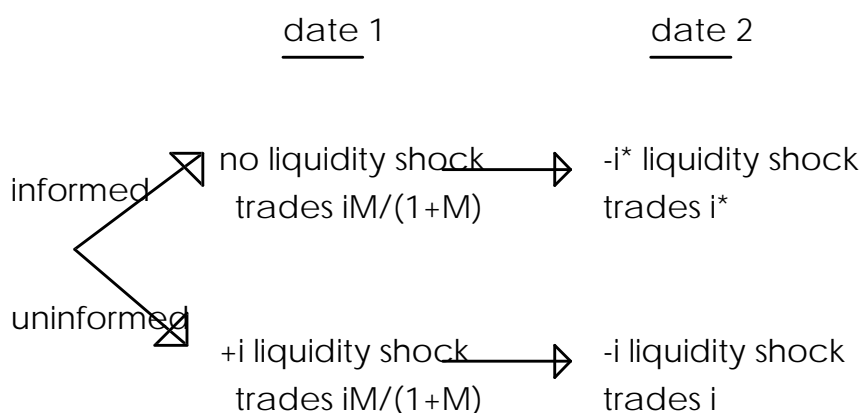 date 1 date 2
informed
no liquidity shock
trades iM/(1+M)
-i* liquidity shock
trades i*
uninformed
+i liquidity shock
trades iM/(1+M)
-i liquidity shock
trades i